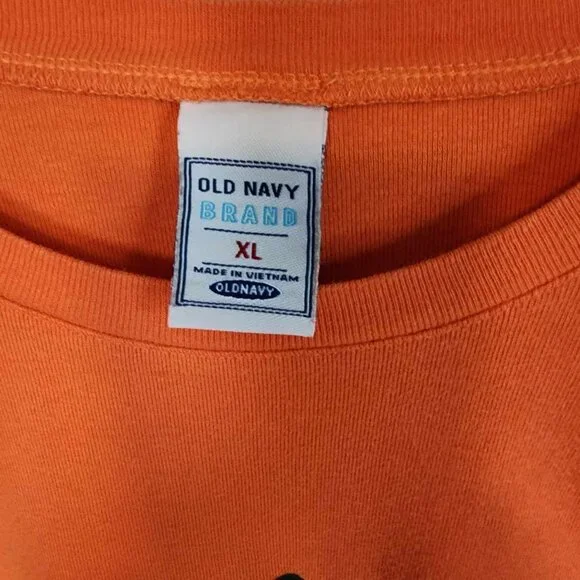 OLD NAVY
BRAND
XL
MADE IN VIETNAM
OLDNAVY